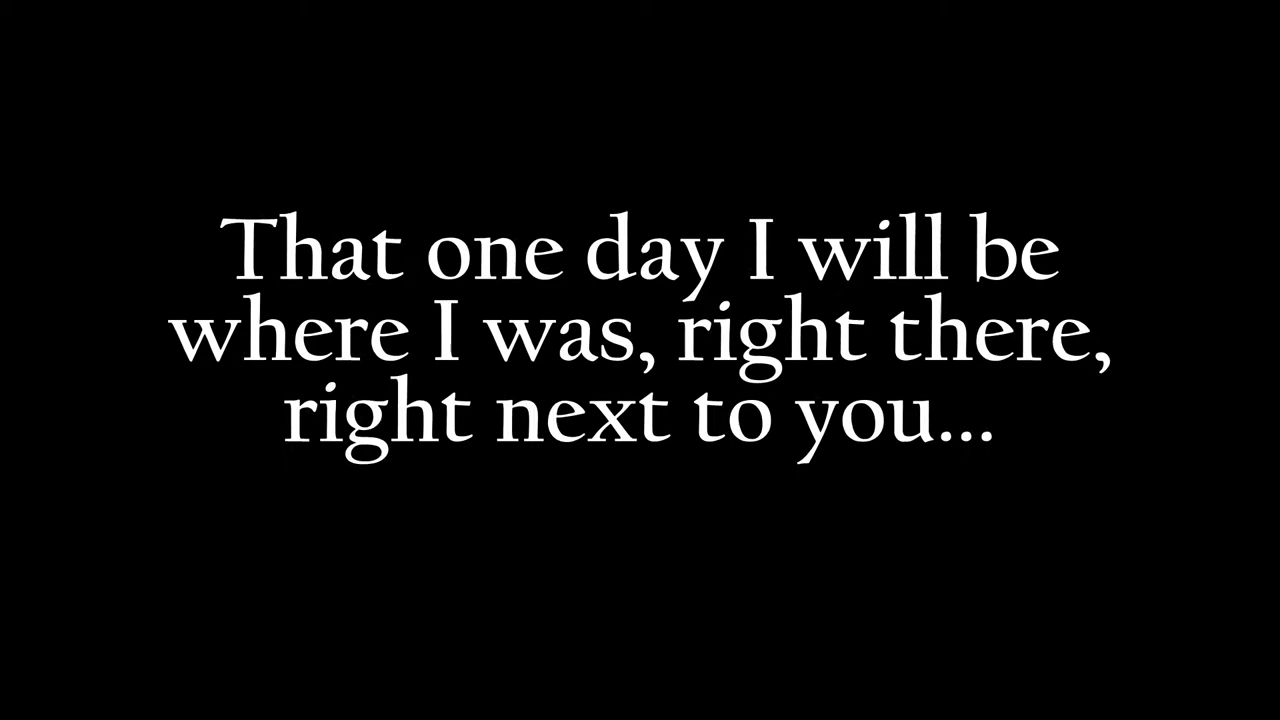 That one day I will be
where I was, right there,
right next to you...